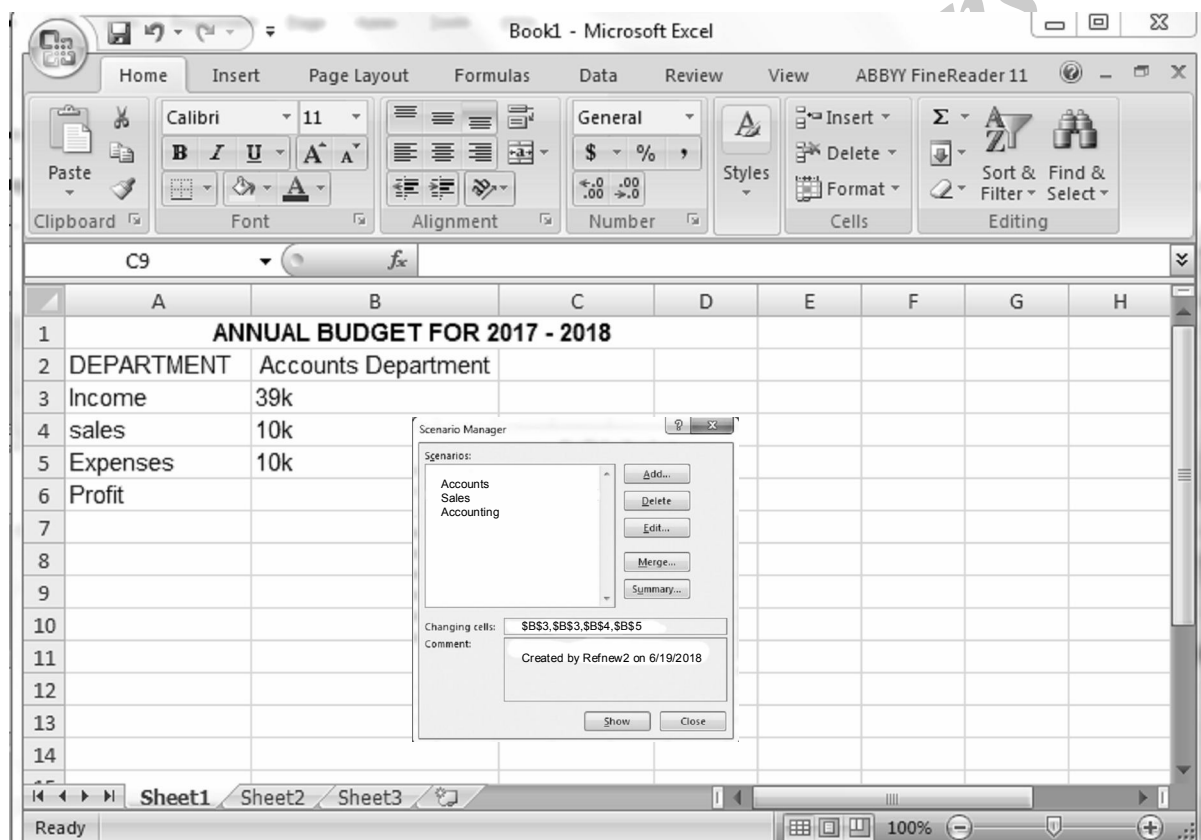 Book1 - Microsoft Excel
Home Insert Page Layout Formulas Data Review View ABBYY FineReader 11
Paste
Calibri 11
B I U A A
A
General
$ % ,
.0 .00
.00 .0
Styles
Insert
Delete
Format
Σ
Sort & Filter
Find & Select
Clipboard Font Alignment Number Cells Editing
C9 fx
A B C D E F G H
1 ANNUAL BUDGET FOR 2017 - 2018
2 DEPARTMENT Accounts Department
3 Income 39k
4 sales 10k
5 Expenses 10k
6 Profit
7
8
9
10
11
12
13
14
Scenario Manager
Scenarios:
Accounts
Sales
Accounting
Add...
Delete
Edit...
Merge...
Summary...
Changing cells: $B$3,$B$3,$B$4,$B$5
Comment:
Created by Refnew2 on 6/19/2018
Show Close
Sheet1 Sheet2 Sheet3
Ready 100%